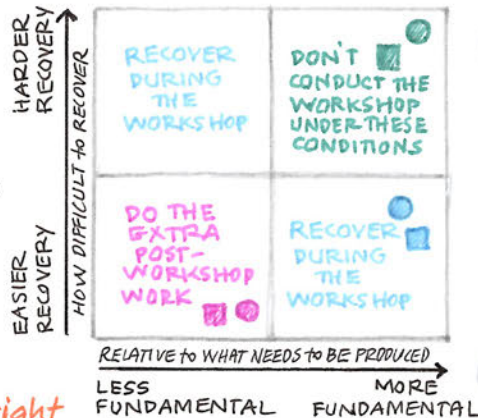 HARDER
RECOVERY
HOW DIFFICULT to RECOVER
EASIER
RECOVERY
RECOVER
DURING
THE
WORKSHOP
DON'T
CONDUCT THE
WORKSHOP
UNDER THESE
CONDITIONS
DO THE
EXTRA
POST-
WORKSHOP
WORK
RECOVER
DURING
THE
WORKSHOP
RELATIVE to WHAT NEEDS to BE PRODUCED
LESS
FUNDAMENTAL
MORE
FUNDAMENTAL